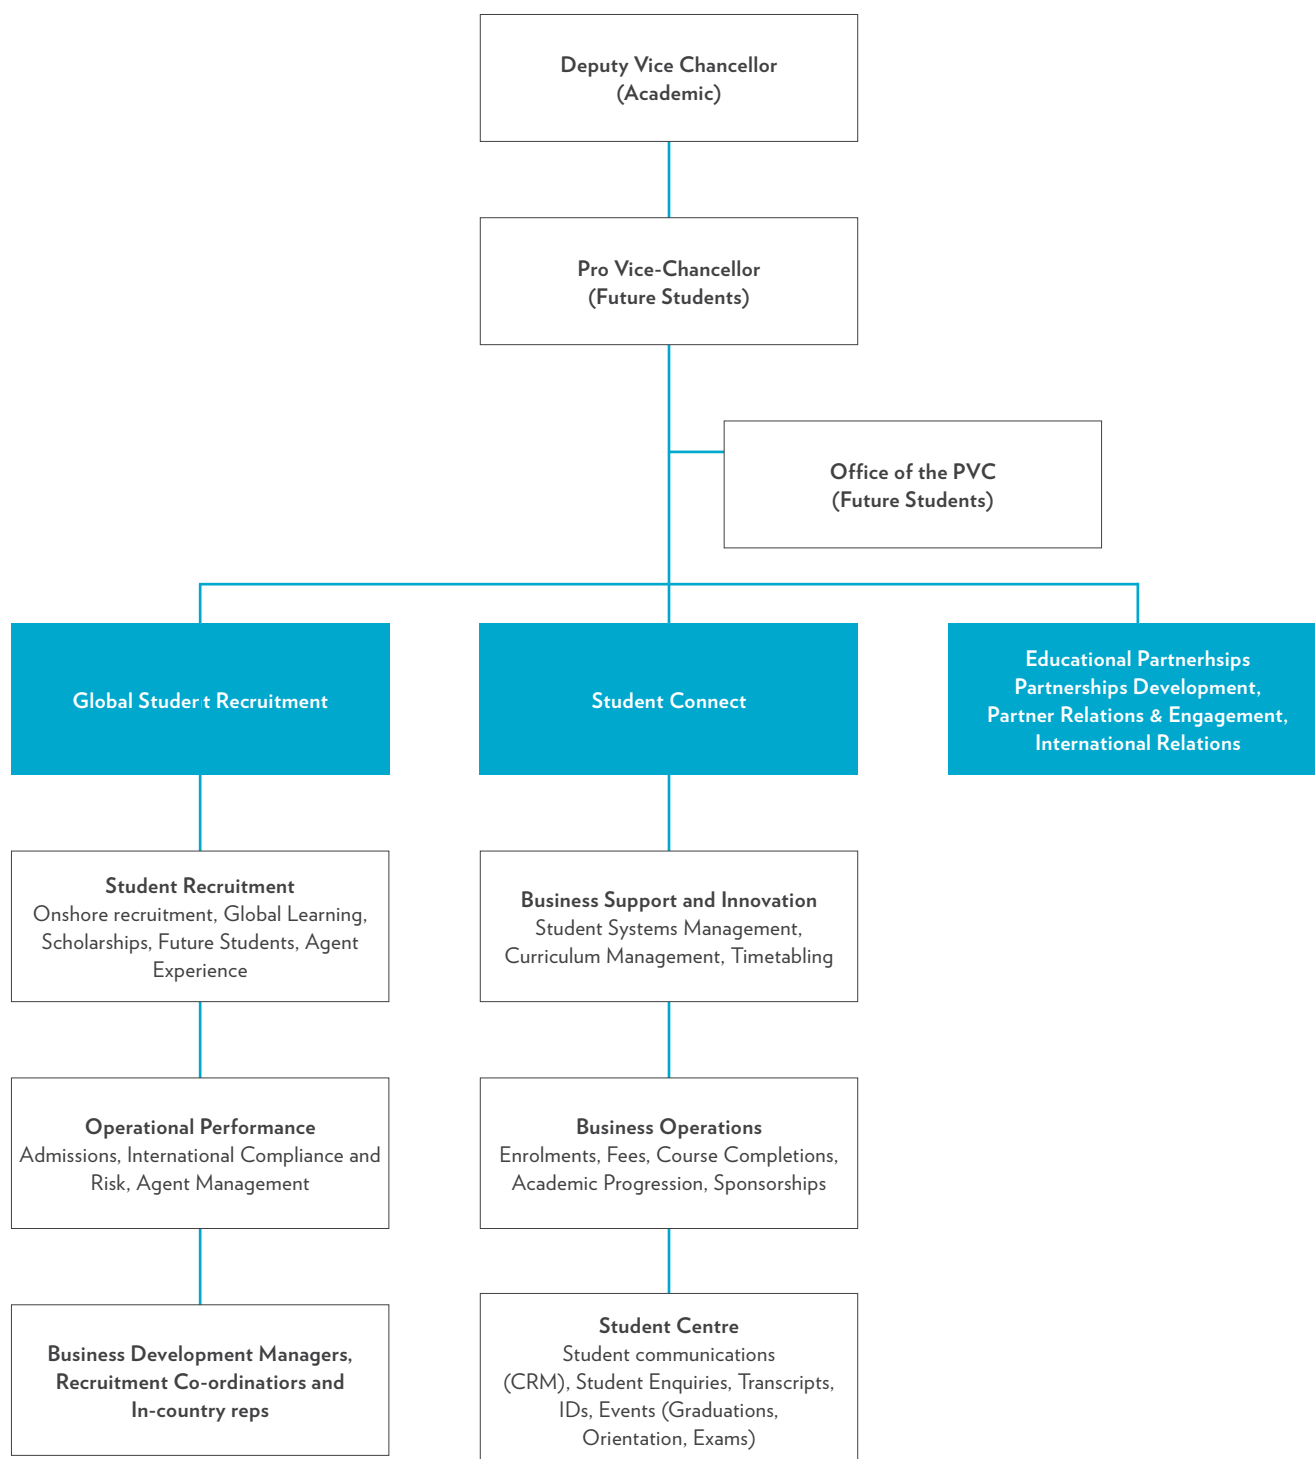 Deputy Vice Chancellor
(Academic)
Pro Vice-Chancellor
(Future Students)
Office of the PVC
(Future Students)
Global Student Recruitment
Student Connect
Educational Partnerhsips
Partnerships Development,
Partner Relations & Engagement,
International Relations
Student Recruitment
Onshore recruitment, Global Learning,
Scholarships, Future Students, Agent
Experience
Business Support and Innovation
Student Systems Management,
Curriculum Management, Timetabling
Operational Performance
Admissions, International Compliance and
Risk, Agent Management
Business Operations
Enrolments, Fees, Course Completions,
Academic Progression, Sponsorships
Business Development Managers,
Recruitment Co-ordinatiors and
In-country reps
Student Centre
Student communications
(CRM), Student Enquiries, Transcripts,
IDs, Events (Graduations,
Orientation, Exams)